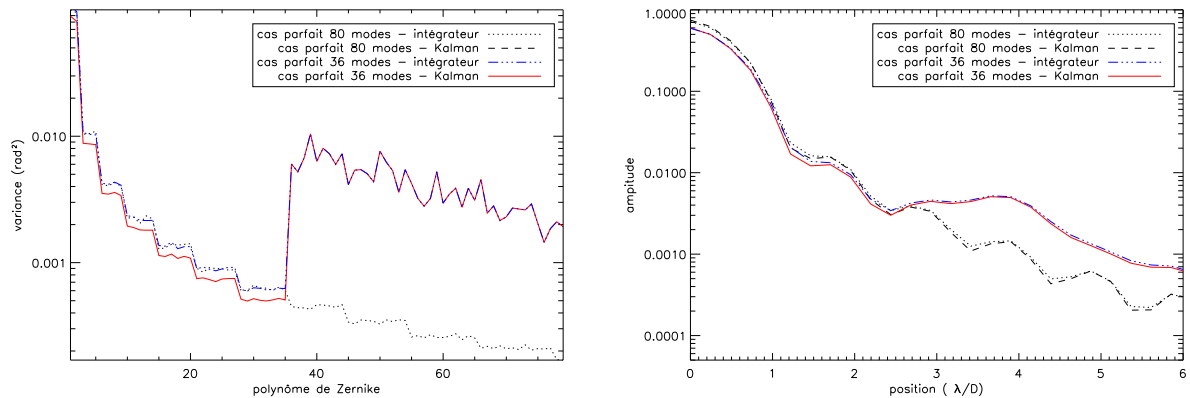 cas parfait 80 modes – intégrateur
cas parfait 80 modes – Kalman
cas parfait 36 modes – intégrateur
cas parfait 36 modes – Kalman
0.010
0.001
variance (rad²)
20
40
60
polynôme de Zernike
cas parfait 80 modes – intégrateur
cas parfait 80 modes – Kalman
cas parfait 36 modes – intégrateur
cas parfait 36 modes – Kalman
1.0000
0.1000
0.0100
0.0010
0.0001
ampitude
0
1
2
3
4
5
6
position ( λ/D)